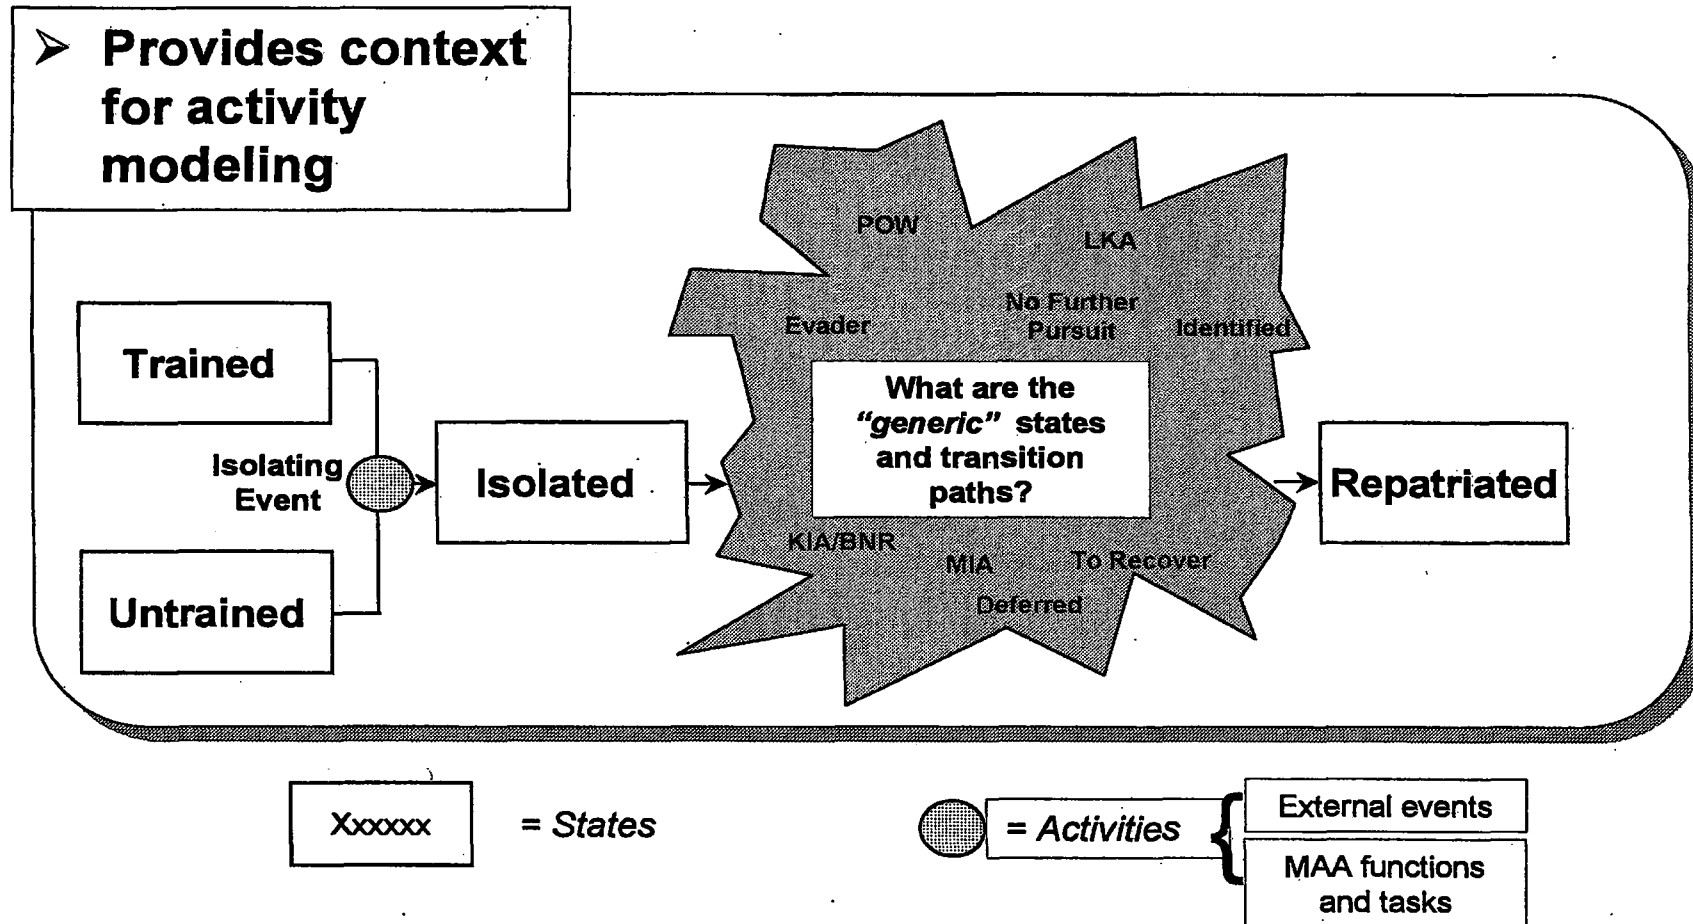 ➢ Provides context
for activity
modeling
POW
LKA
No Further
Pursuit
Evader
Identified
Trained
What are the
“generic” states
and transition
paths?
Isolating
Event
Isolated
Repatriated
KIA/BNR
MIA
To Recover
Deferred
Untrained
Xxxxxx
= States
= Activities
{
External events
MAA functions
and tasks